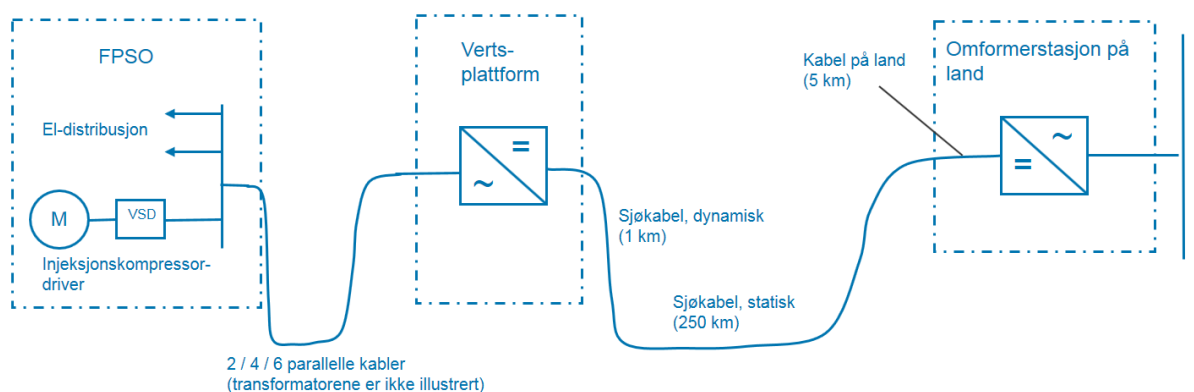 FPSO
El-distribusjon
M
VSD
Injeksjonskompressor-
driver
2 / 4 / 6 parallelle kabler
(transformatorene er ikke illustrert)
Verts-
plattform
=
~
Sjøkabel, dynamisk
(1 km)
Sjøkabel, statisk
(250 km)
Kabel på land
(5 km)
Omformerstasjon på
land
~
=